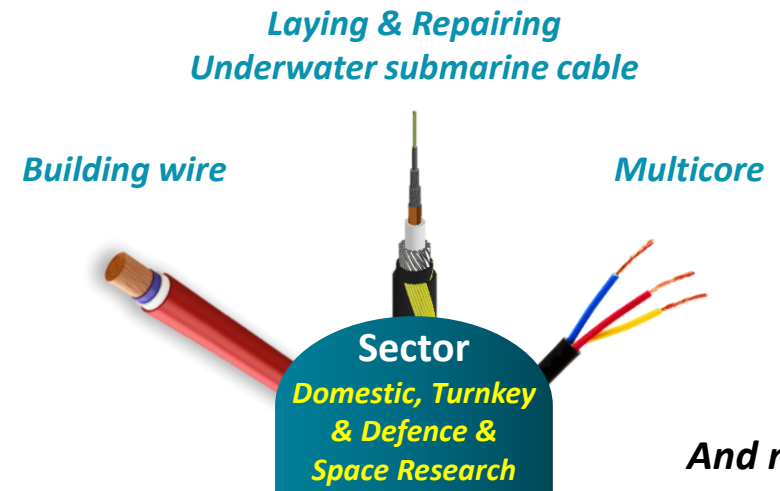 Laying & Repairing
Underwater submarine cable
Building wire
Multicore
Sector
Domestic, Turnkey
& Defence &
Space Research
And